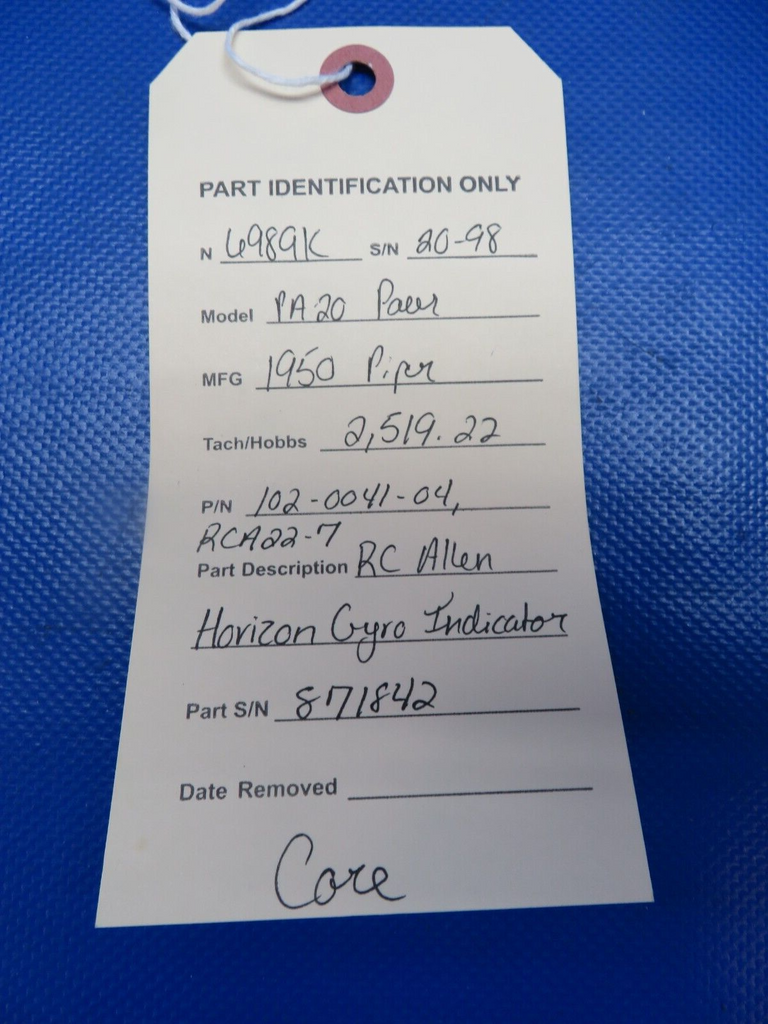 PART IDENTIFICATION ONLY
N 6989K S/N 20-98
Model PA-20 Pacer
MFG 1950 Piper
Tach/Hobbs 2,519.22
P/N 102-0041-04,
RCA22-7
Part Description RC Allen
Horizon Gyro Indicator
Part S/N 871842
Date Removed
Core